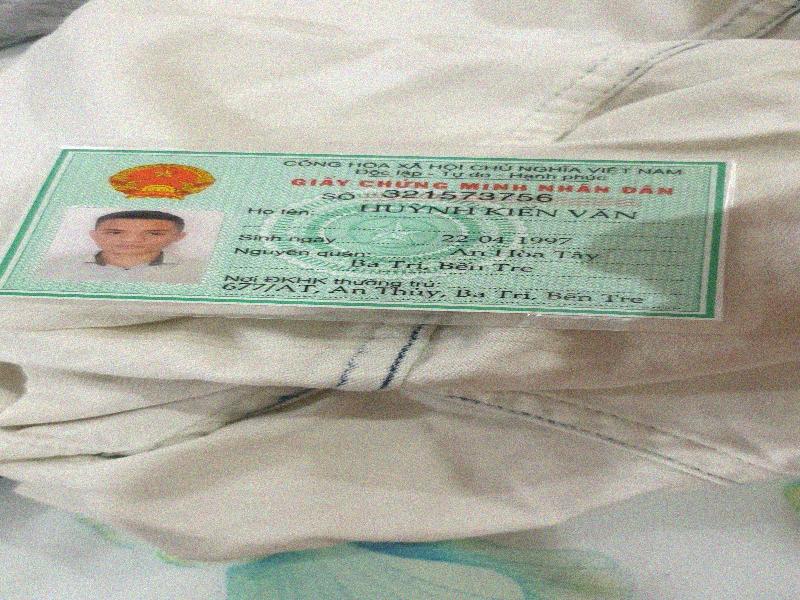 CỘNG HÒA XÃ HỘI CHỦ NGHĨA VIỆT NAM
Độc lập - Tự do - Hạnh phúc
GIẤY CHỨNG MINH NHÂN DÂN
SỐ 321573756
Họ tên: HUỲNH KIẾN VĂN
Sinh ngày 22-04-1997
Nguyên quán: An Hòa Tây
Ba Tri, Bến Tre
Nơi ĐKHK thường trú:
677/AT, An Thủy, Ba Tri, Bến Tre